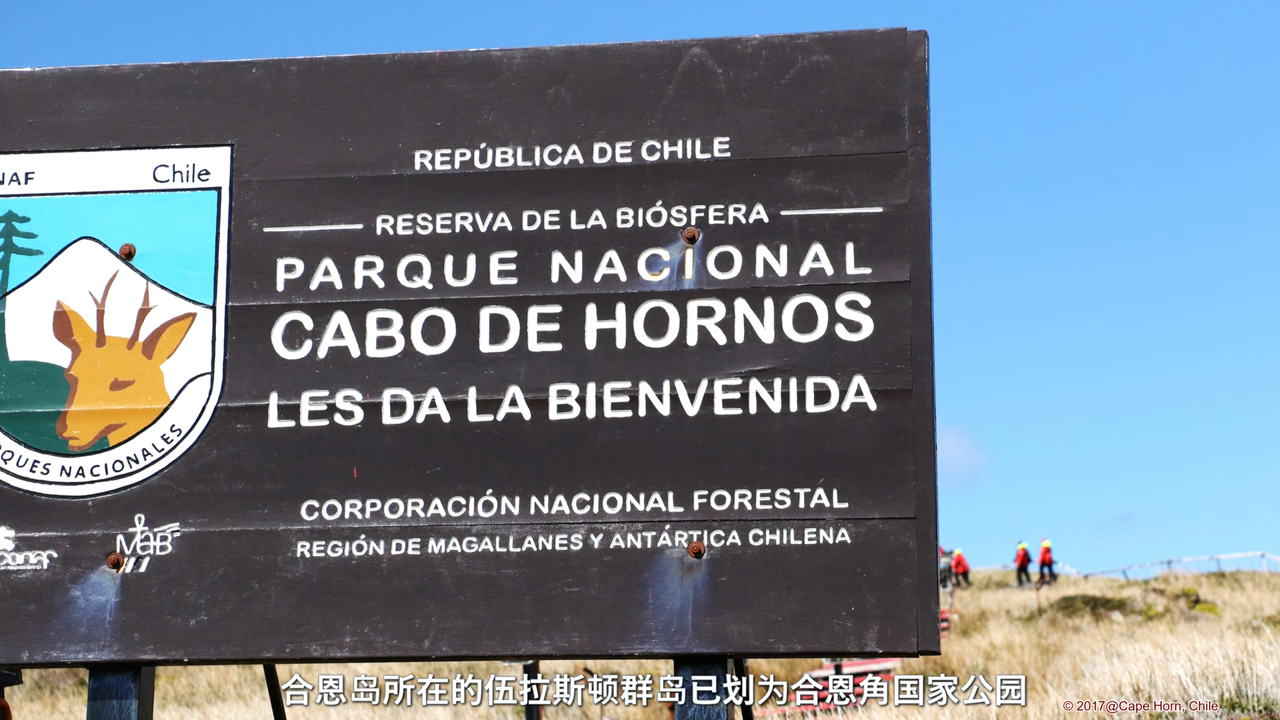 REPÚBLICA DE CHILE
RESERVA DE LA BIÓSFERA
PARQUE NACIONAL
CABO DE HORNOS
LES DA LA BIENVENIDA
CORPORACIÓN NACIONAL FORESTAL
REGIÓN DE MAGALLANES Y ANTÁRTICA CHILENA
NAF Chile
QUES NACIONALES
conaf
MaB
合恩岛所在的伍拉斯顿群岛已划为合恩角国家公园
© 2017@Cape Horn, Chile,